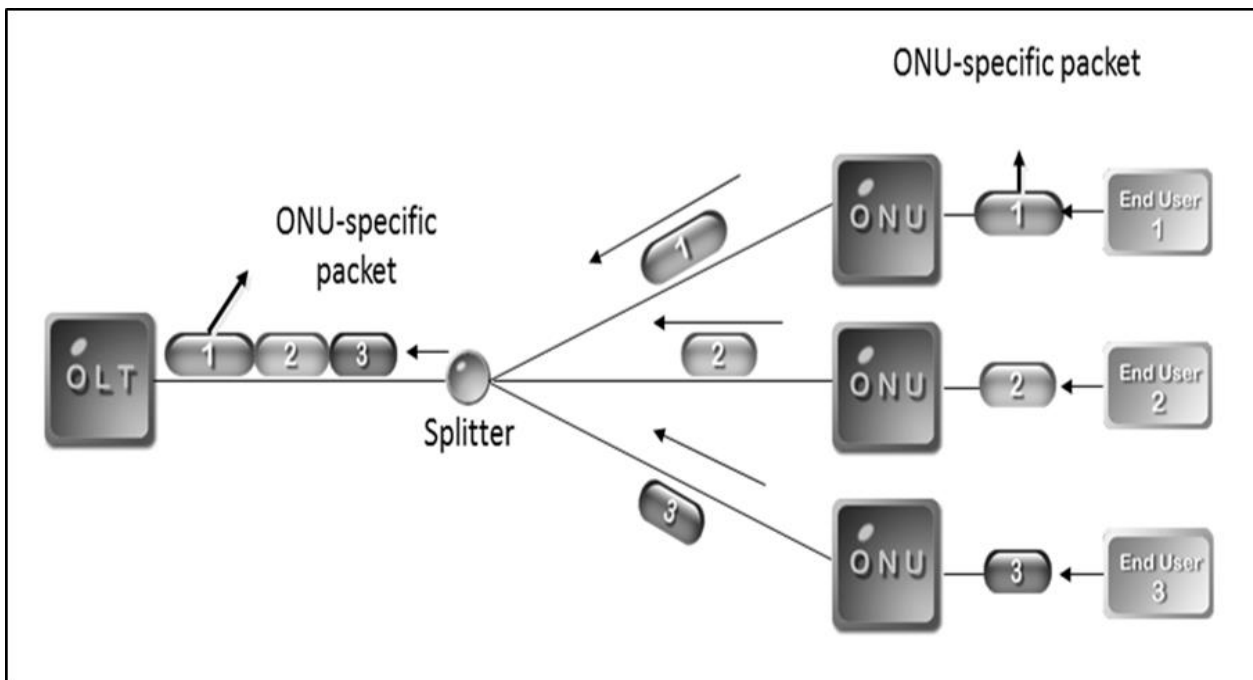 ONU-specific packet
ONU-specific
packet
OLT
1
2
3
Splitter
1
2
3
ONU
1
End User
1
ONU
2
End User
2
ONU
3
End User
3